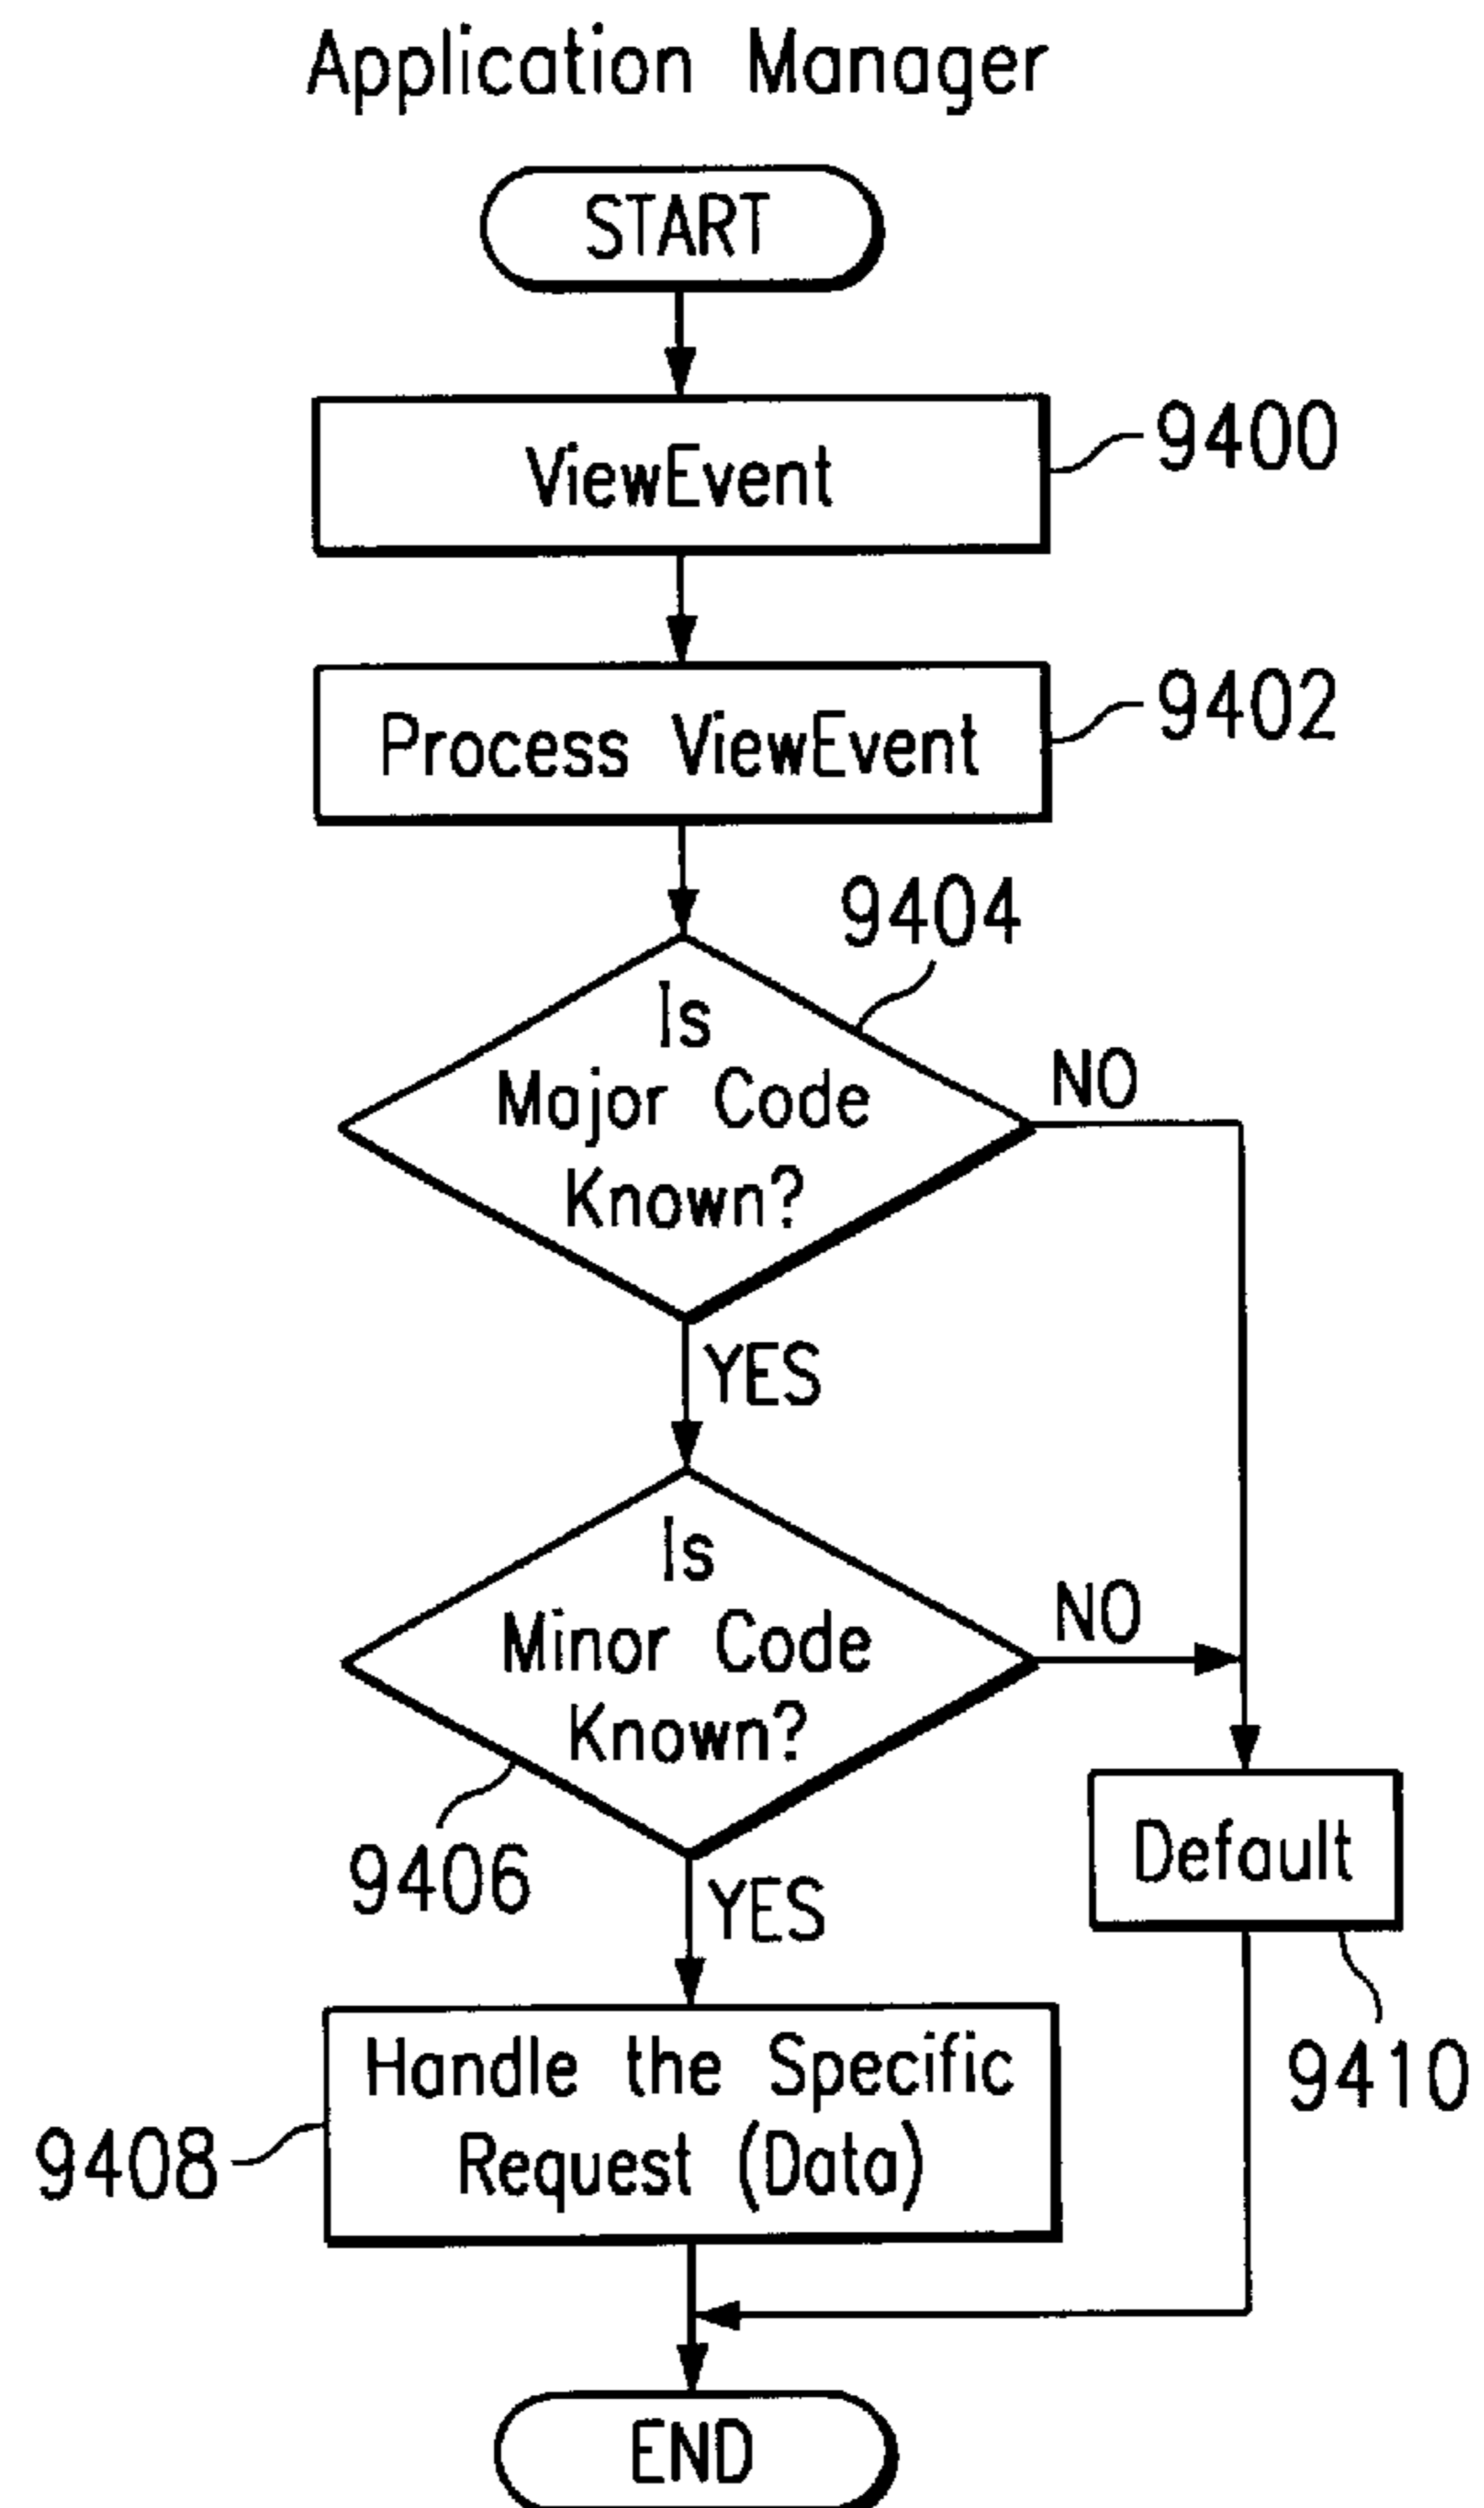 Application Manager
START
ViewEvent
9400
Process ViewEvent
9402
9404
Is
Major Code
Known?
NO
YES
Is
Minor Code
Known?
NO
9406
YES
Default
9410
Handle the Specific
Request (Data)
9408
END